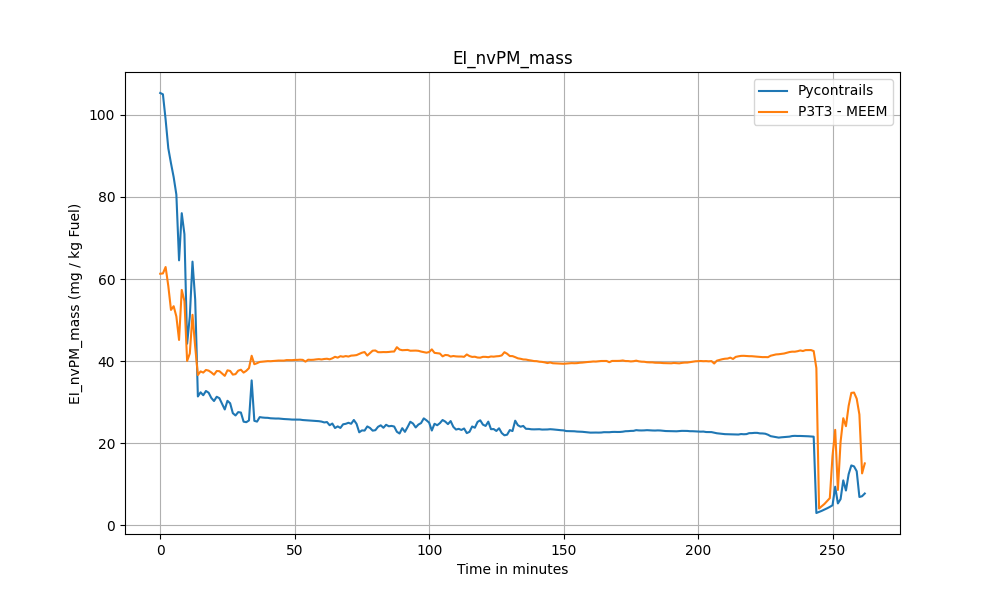 EI_nvPM_mass
Pycontrails
P3T3 - MEEM
EI_nvPM_mass (mg / kg Fuel)
100
80
60
40
20
0
0 50 100 150 200 250
Time in minutes